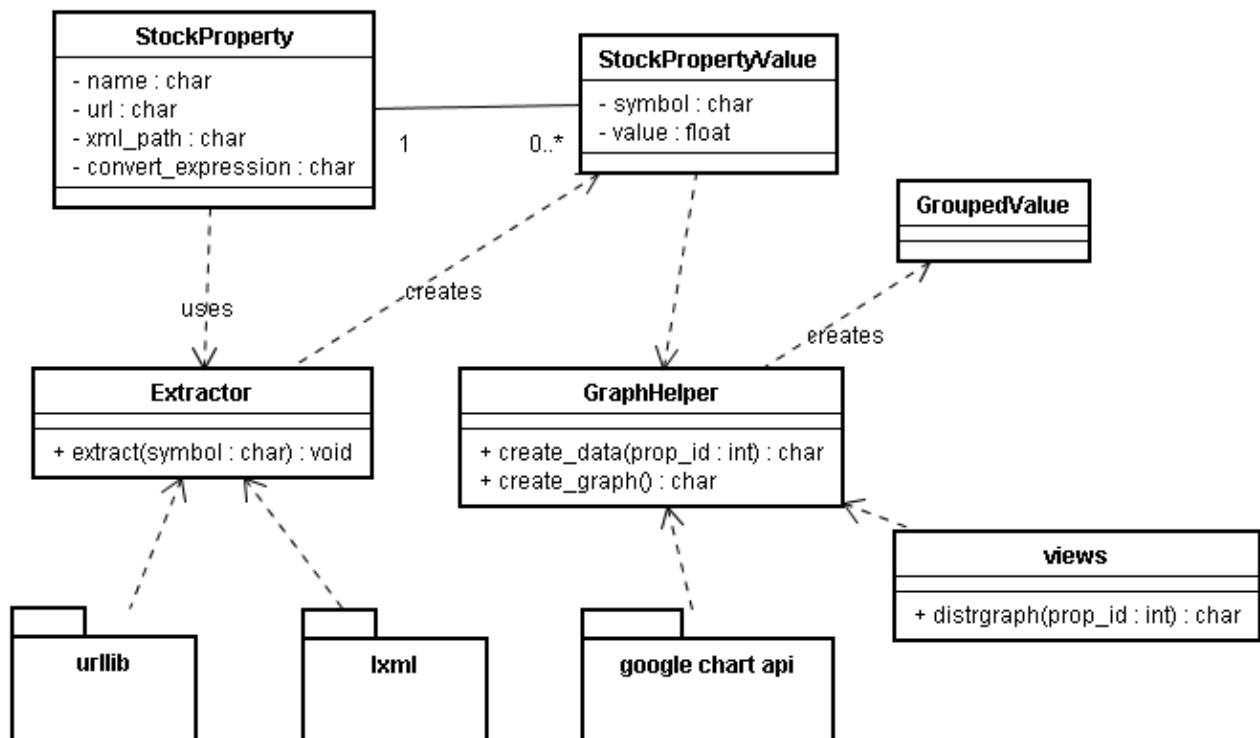 StockProperty
- name : char
- url : char
- xml_path : char
- convert_expression : char
1
0..*
StockPropertyValue
- symbol : char
- value : float
GroupedValue
uses
creates
creates
Extractor
+ extract(symbol : char) : void
GraphHelper
+ create_data(prop_id : int) : char
+ create_graph() : char
views
+ distrgraph(prop_id : int) : char
urllib
lxml
google chart api